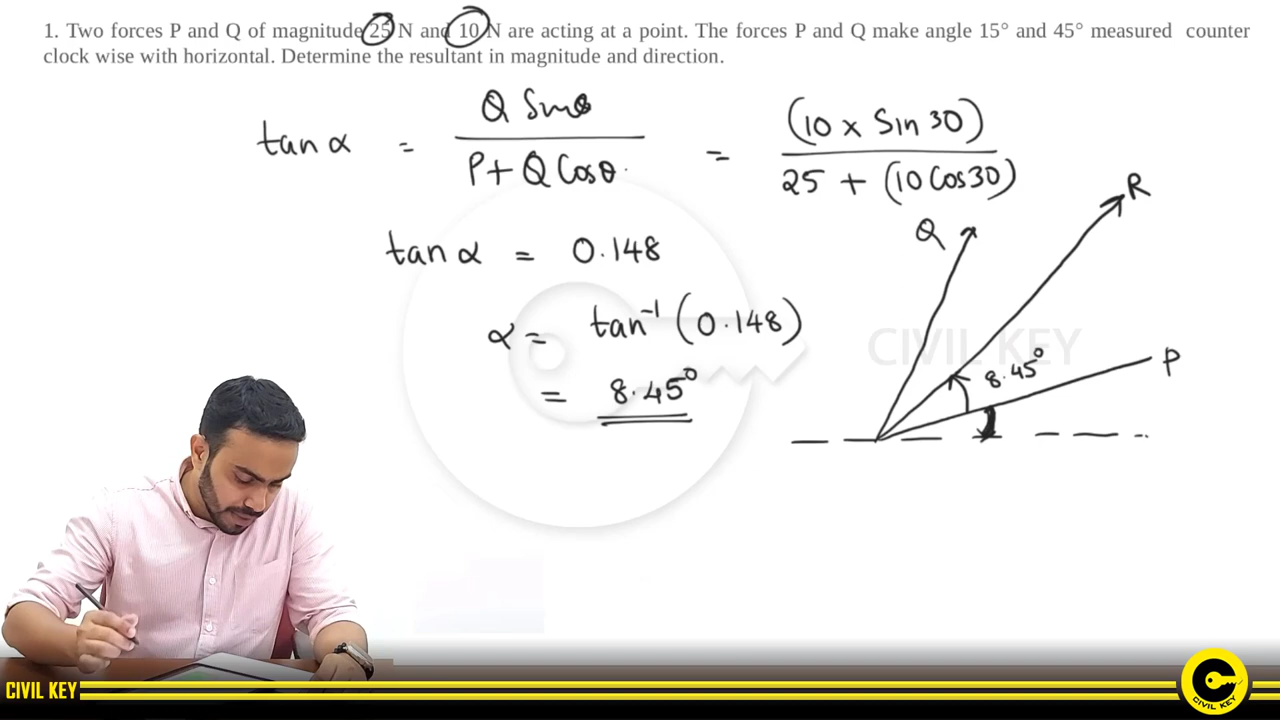 1. Two forces P and Q of magnitude 25 N and 10 N are acting at a point. The forces P and Q make angle 15° and 45° measured counter
clock wise with horizontal. Determine the resultant in magnitude and direction.
tan α = Q Sinθ / P + Q Cosθ = (10 x Sin 30) / 25 + (10 Cos 30)
tan α = 0.148
α = tan⁻¹ (0.148)
= 8.45°
Q
R
P
8.45°
CIVIL KEY
CIVIL KEY
CIVIL KEY